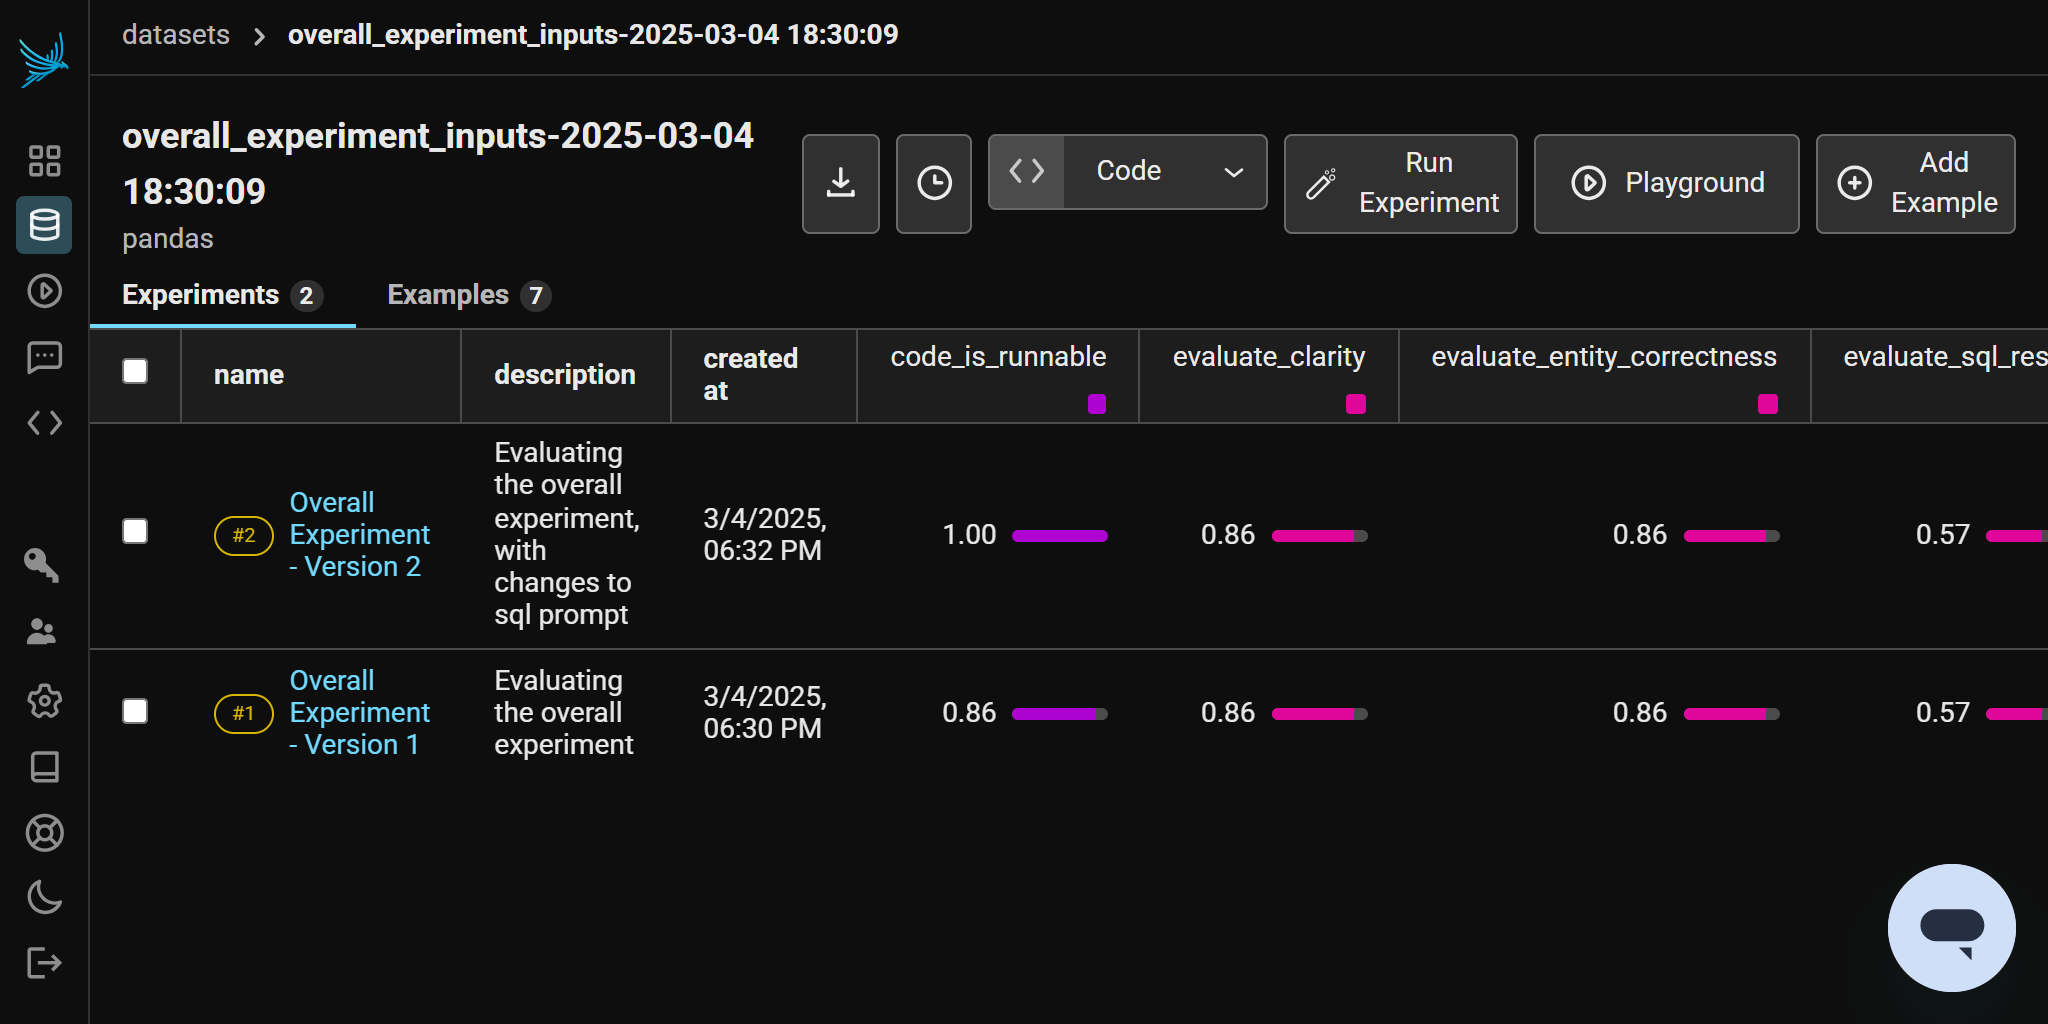 datasets > overall_experiment_inputs-2025-03-04 18:30:09
overall_experiment_inputs-2025-03-04
18:30:09
pandas
Code
Run
Experiment
Playground
Add
Example
Experiments 2
Examples 7
name
description
created
at
code_is_runnable
evaluate_clarity
evaluate_entity_correctness
evaluate_sql_res
#2
Overall
Experiment
- Version 2
Evaluating
the overall
experiment,
with
changes to
sql prompt
3/4/2025,
06:32 PM
1.00
0.86
0.86
0.57
#1
Overall
Experiment
- Version 1
Evaluating
the overall
experiment
3/4/2025,
06:30 PM
0.86
0.86
0.86
0.57